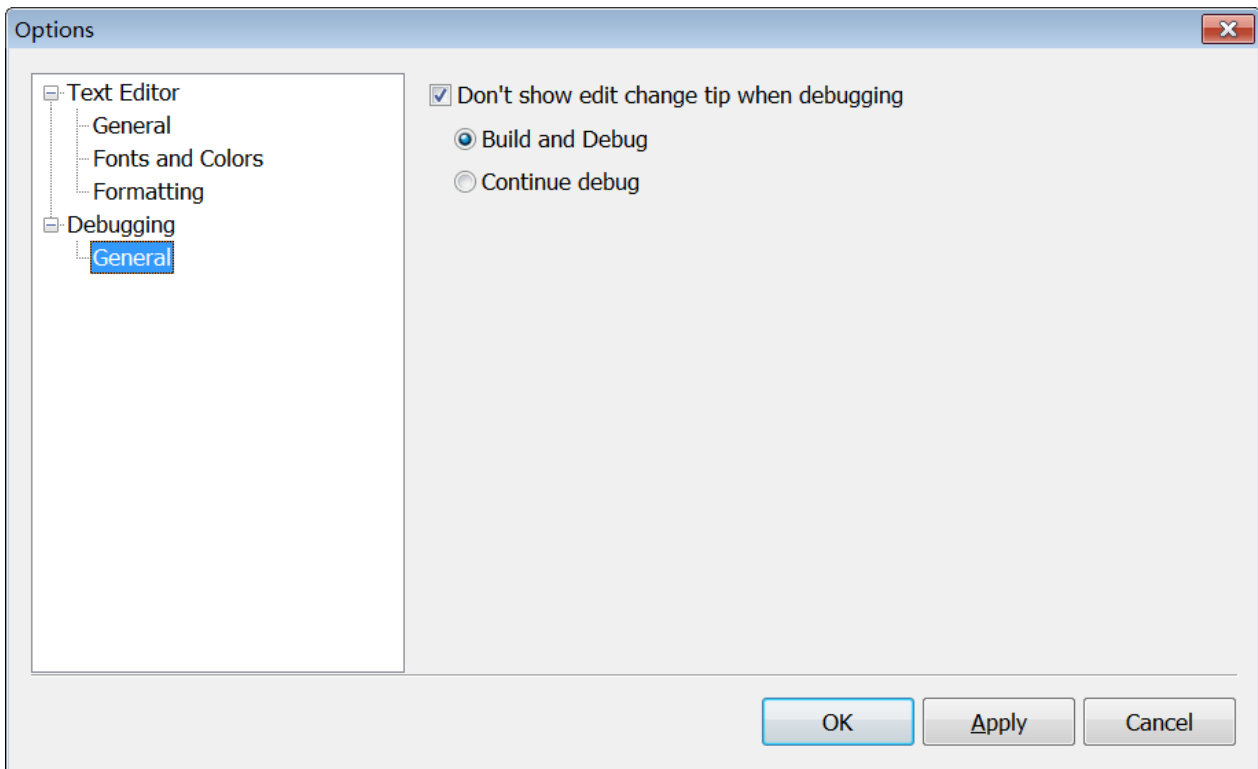 Options
Text Editor
General
Fonts and Colors
Formatting
Debugging
General
Don't show edit change tip when debugging
Build and Debug
Continue debug
OK
Apply
Cancel